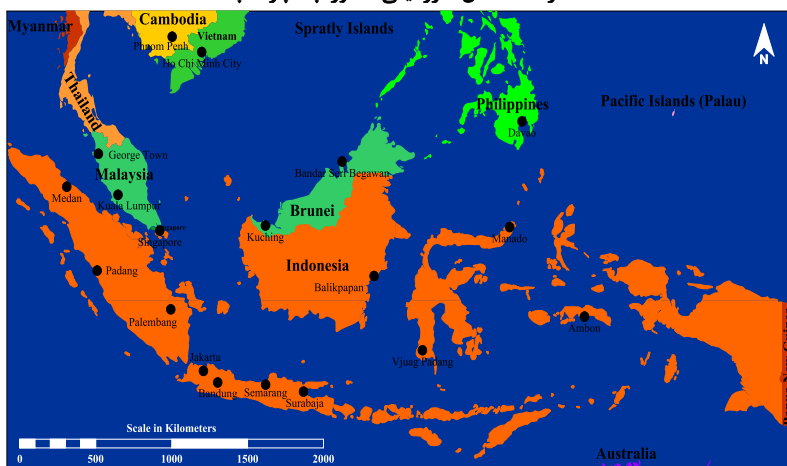 Myanmar
Cambodia
Phnom Penh
Vietnam
Ho Chi Minh City
Spratly Islands
N
Thailand
Philippines
Davao
Pacific Islands (Palau)
George Town
Malaysia
Kuala Lumpur
Medan
Singapore
Singapore
Bandar Seri Begawan
Brunei
Kuching
Indonesia
Balikpapan
Manado
Padang
Palembang
Ambon
Jakarta
Bandung
Semarang
Surabaja
Vjuag Padang
Scale in Kilometers
0 500 1000 1500 2000
Australia